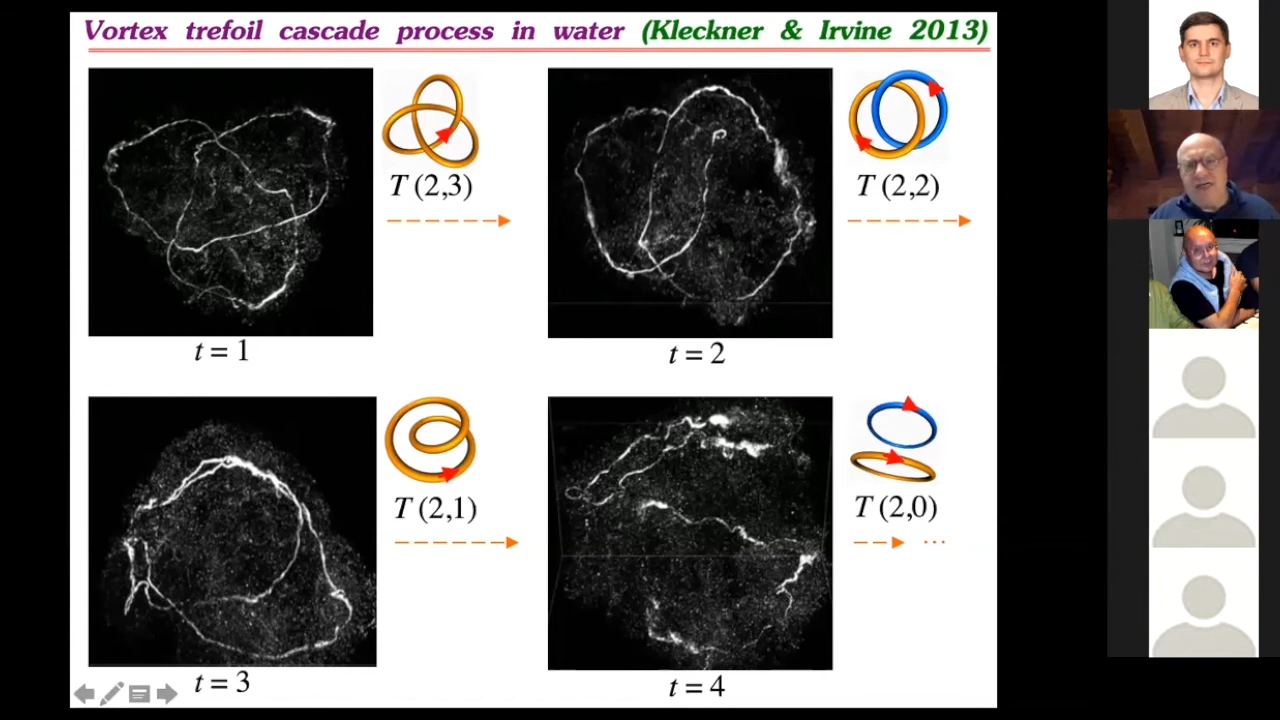 Vortex trefoil cascade process in water (Kleckner & Irvine 2013)
T (2,3)
T (2,2)
t = 1
t = 2
T (2,1)
T (2,0)
...
t = 3
t = 4